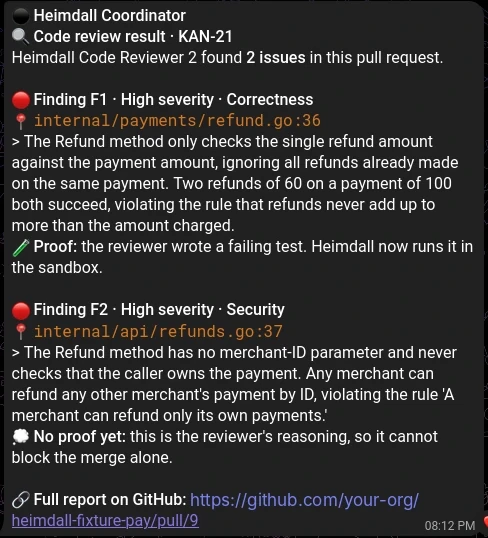 Heimdall Coordinator
Code review result · KAN-21
Heimdall Code Reviewer 2 found 2 issues in this pull request.
Finding F1 · High severity · Correctness
internal/payments/refund.go:36
> The Refund method only checks the single refund amount
against the payment amount, ignoring all refunds already made
on the same payment. Two refunds of 60 on a payment of 100
both succeed, violating the rule that refunds never add up to
more than the amount charged.
Proof: the reviewer wrote a failing test. Heimdall now runs it in
the sandbox.
Finding F2 · High severity · Security
internal/api/refunds.go:37
> The Refund method has no merchant-ID parameter and never
checks that the caller owns the payment. Any merchant can
refund any other merchant's payment by ID, violating the rule 'A
merchant can refund only its own payments.'
No proof yet: this is the reviewer's reasoning, so it cannot
block the merge alone.
Full report on GitHub: https://github.com/your-org/
heimdall-fixture-pay/pull/9
08:12 PM